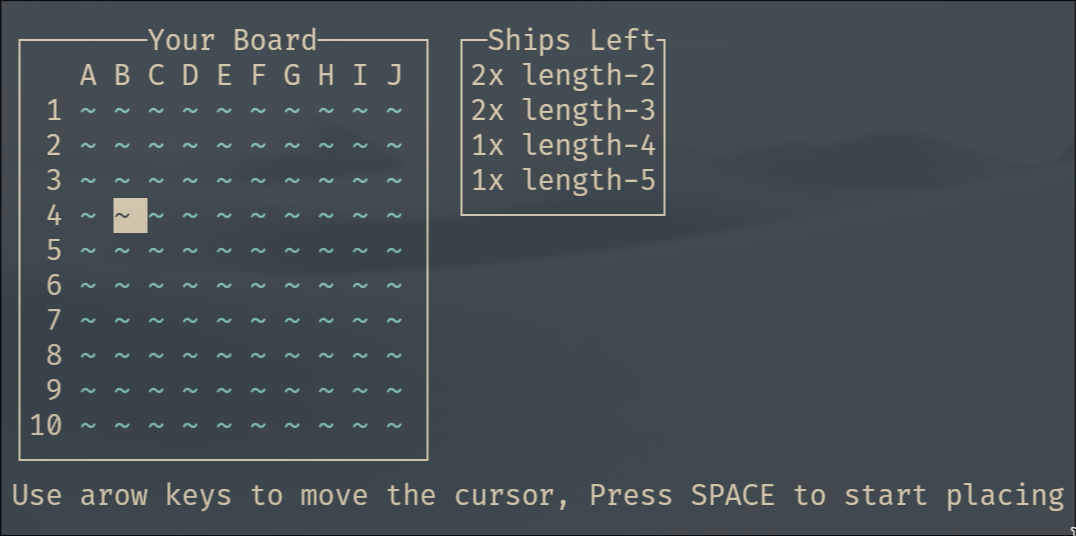 Your Board
A B C D E F G H I J
1 ~ ~ ~ ~ ~ ~ ~ ~ ~ ~
2 ~ ~ ~ ~ ~ ~ ~ ~ ~ ~
3 ~ ~ ~ ~ ~ ~ ~ ~ ~ ~
4 ~ ~ ~ ~ ~ ~ ~ ~ ~ ~
5 ~ ~ ~ ~ ~ ~ ~ ~ ~ ~
6 ~ ~ ~ ~ ~ ~ ~ ~ ~ ~
7 ~ ~ ~ ~ ~ ~ ~ ~ ~ ~
8 ~ ~ ~ ~ ~ ~ ~ ~ ~ ~
9 ~ ~ ~ ~ ~ ~ ~ ~ ~ ~
10 ~ ~ ~ ~ ~ ~ ~ ~ ~ ~
Ships Left
2x length-2
2x length-3
1x length-4
1x length-5
Use arow keys to move the cursor, Press SPACE to start placing